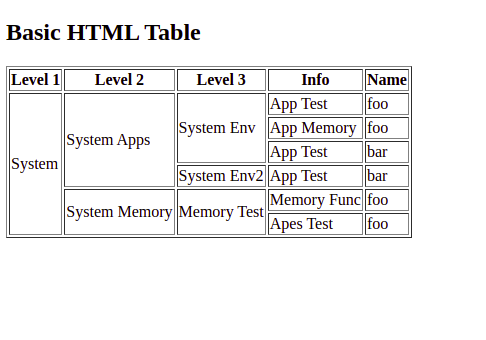 Basic HTML Table
Level 1 Level 2 Level 3 Info Name
System System Apps System Env App Test foo
App Memory foo
App Test bar
System Env2 App Test bar
System Memory Memory Test Memory Func foo
Apes Test foo